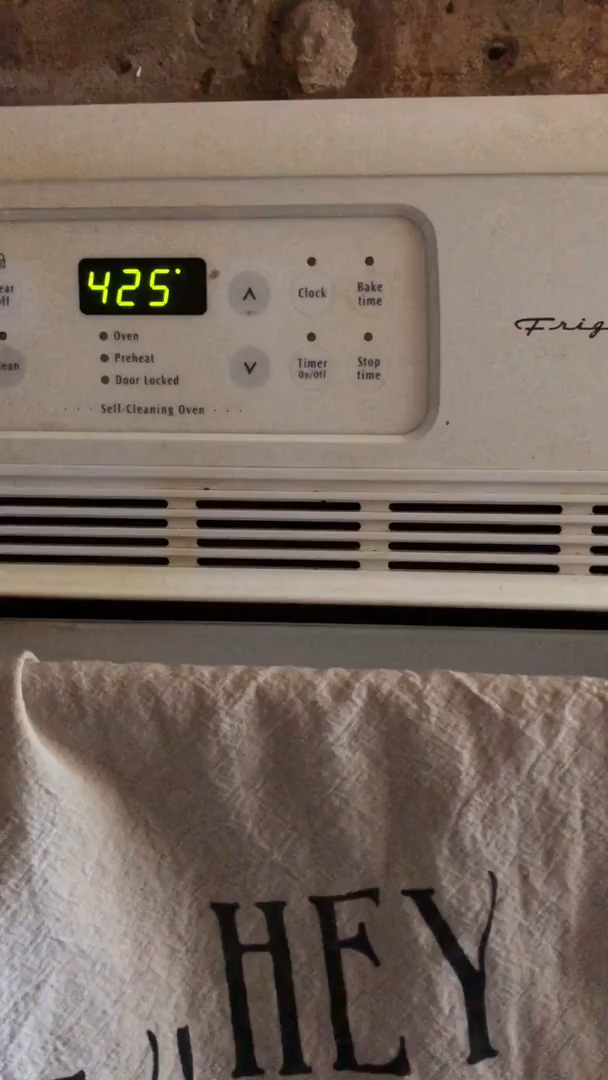 425°
Clock
Bake
time
Oven
Preheat
Door Locked
Timer
On/Off
Stop
time
Self-Cleaning Oven
HEY